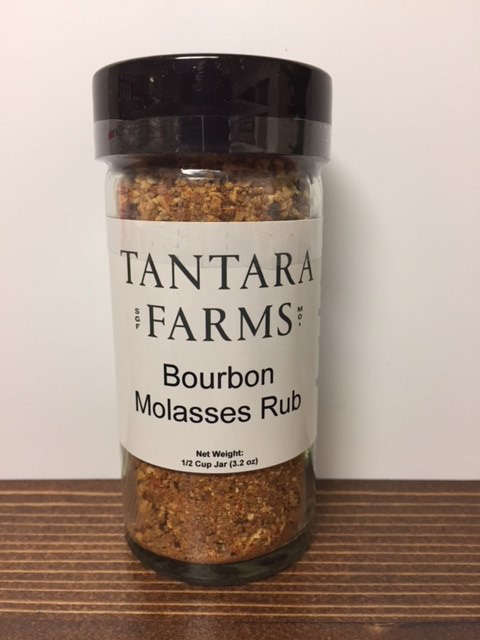 TANTARA
SGF FARMS MO.
Bourbon
Molasses Rub
Net Weight:
1/2 Cup Jar (3.2 oz)